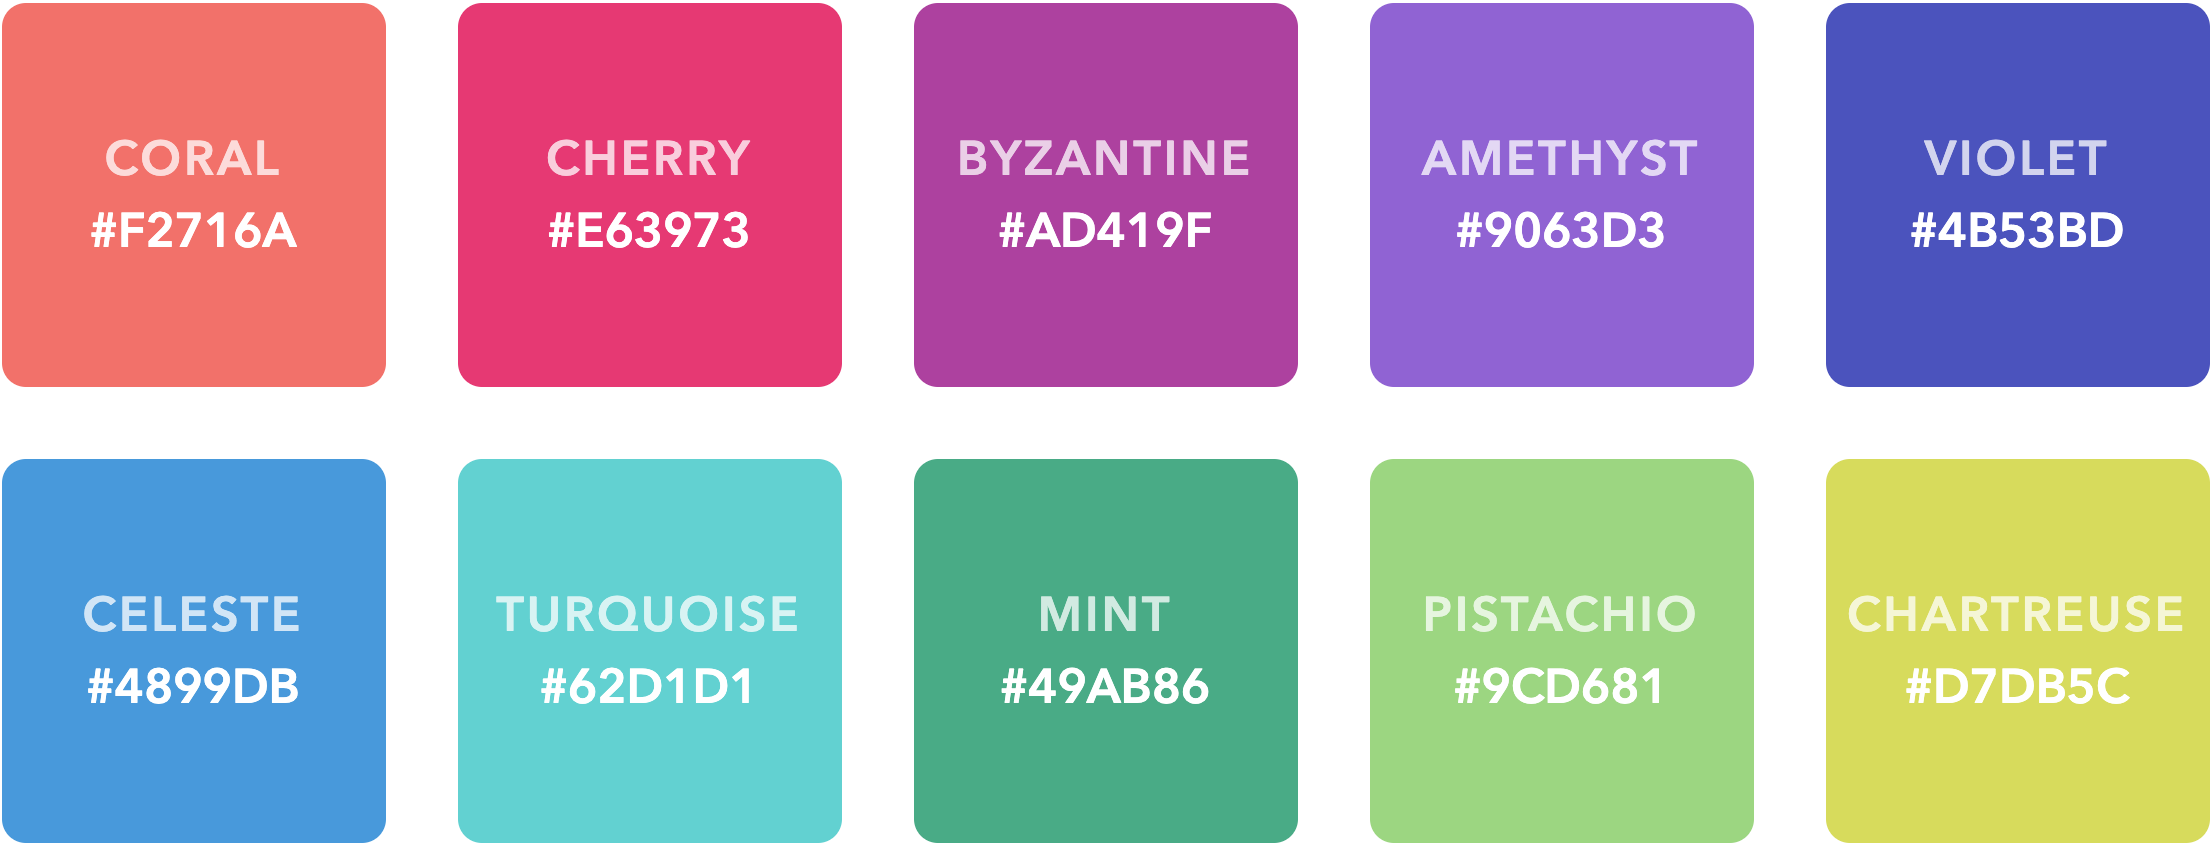 CORAL
#F2716A
CHERRY
#E63973
BYZANTINE
#AD419F
AMETHYST
#9063D3
VIOLET
#4B53BD
CELESTE
#4899DB
TURQUOISE
#62D1D1
MINT
#49AB86
PISTACHIO
#9CD681
CHARTREUSE
#D7DB5C